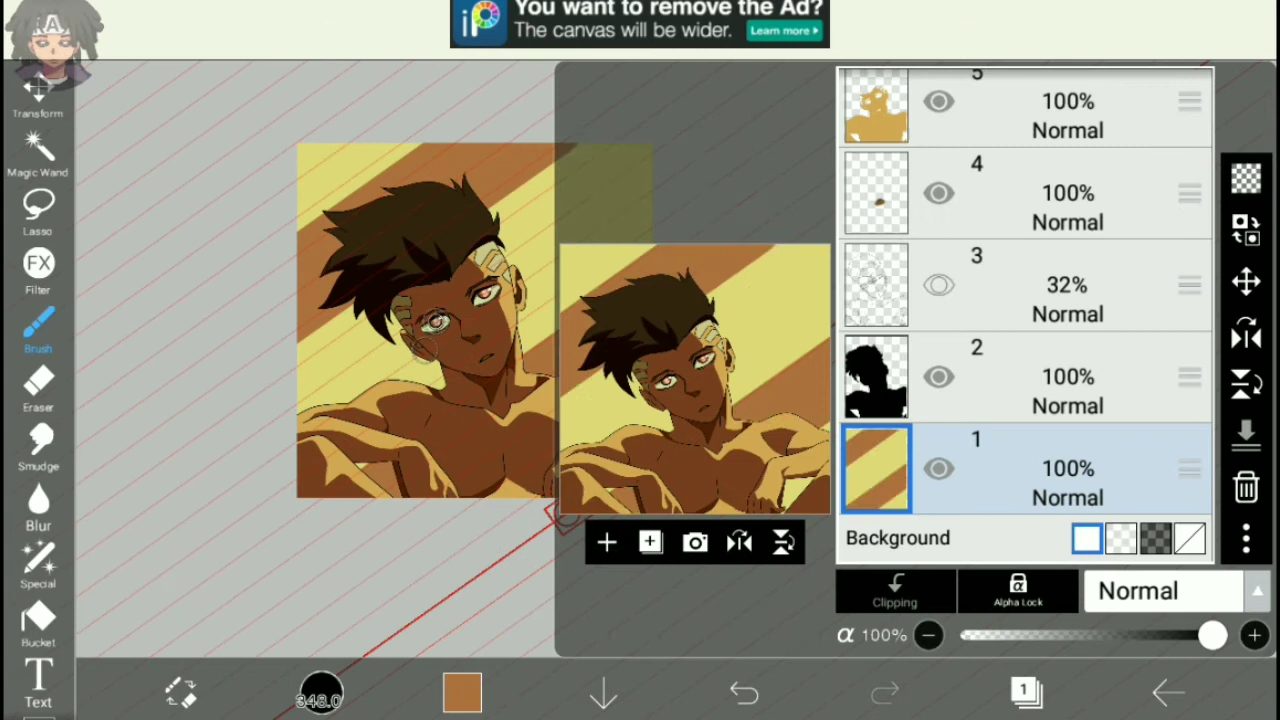 You want to remove the Ad?
The canvas will be wider.
Learn more
iP
A
Transform
Magic Wand
Lasso
FX
Filter
Brush
Eraser
Smudge
Blur
Special
Bucket
T
Text
5
100%
Normal
4
100%
Normal
3
32%
Normal
2
100%
Normal
1
100%
Normal
Background
Clipping
α
Alpha Lock
Normal
α 100%
348.0
1